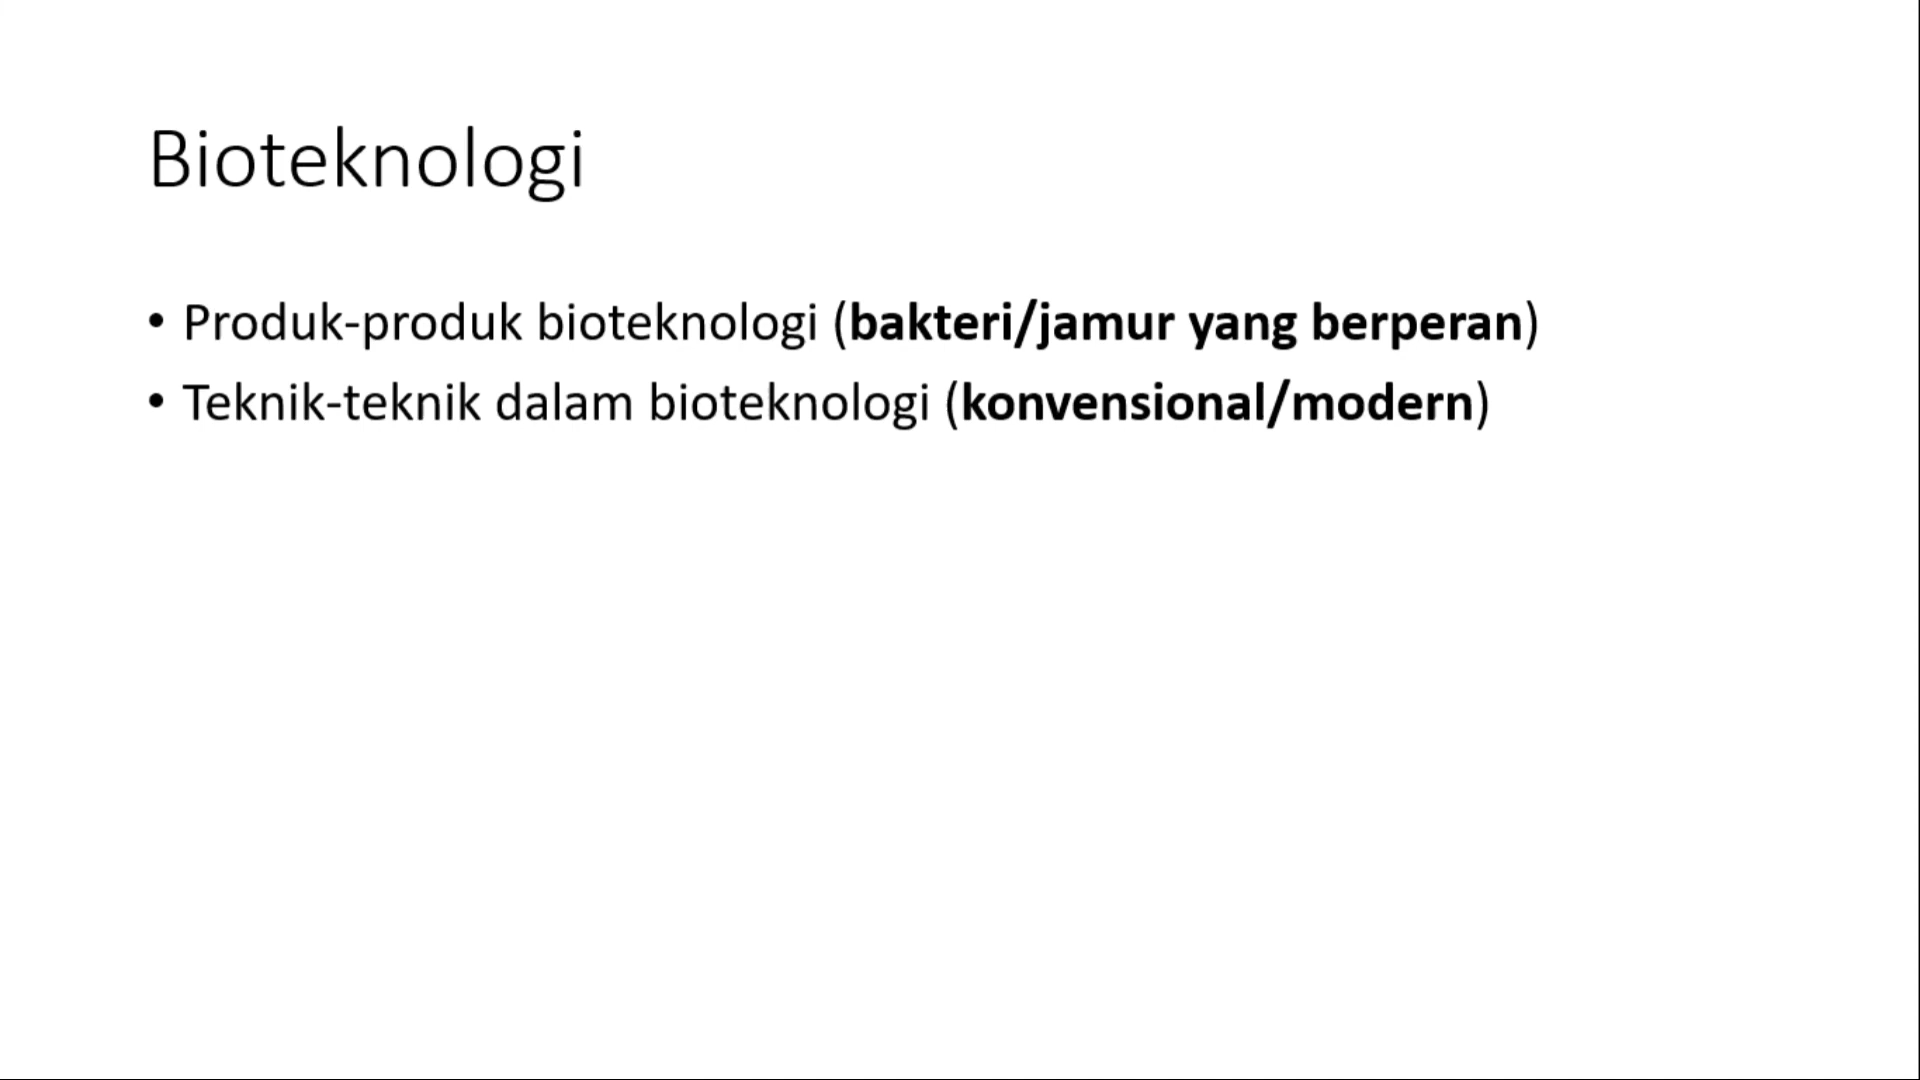 Bioteknologi
• Produk-produk bioteknologi (bakteri/jamur yang berperan)
• Teknik-teknik dalam bioteknologi (konvensional/modern)